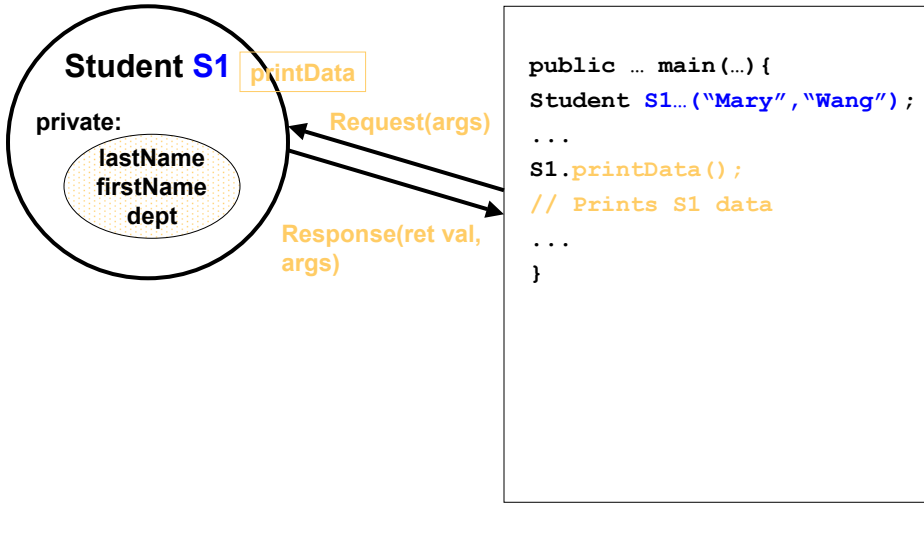 Student S1
printData
private:
lastName
firstName
dept
Request(args)
Response(ret val,
args)
public … main(…){
Student S1…(“Mary”,“Wang”);
...
S1.printData();
// Prints S1 data
...
}